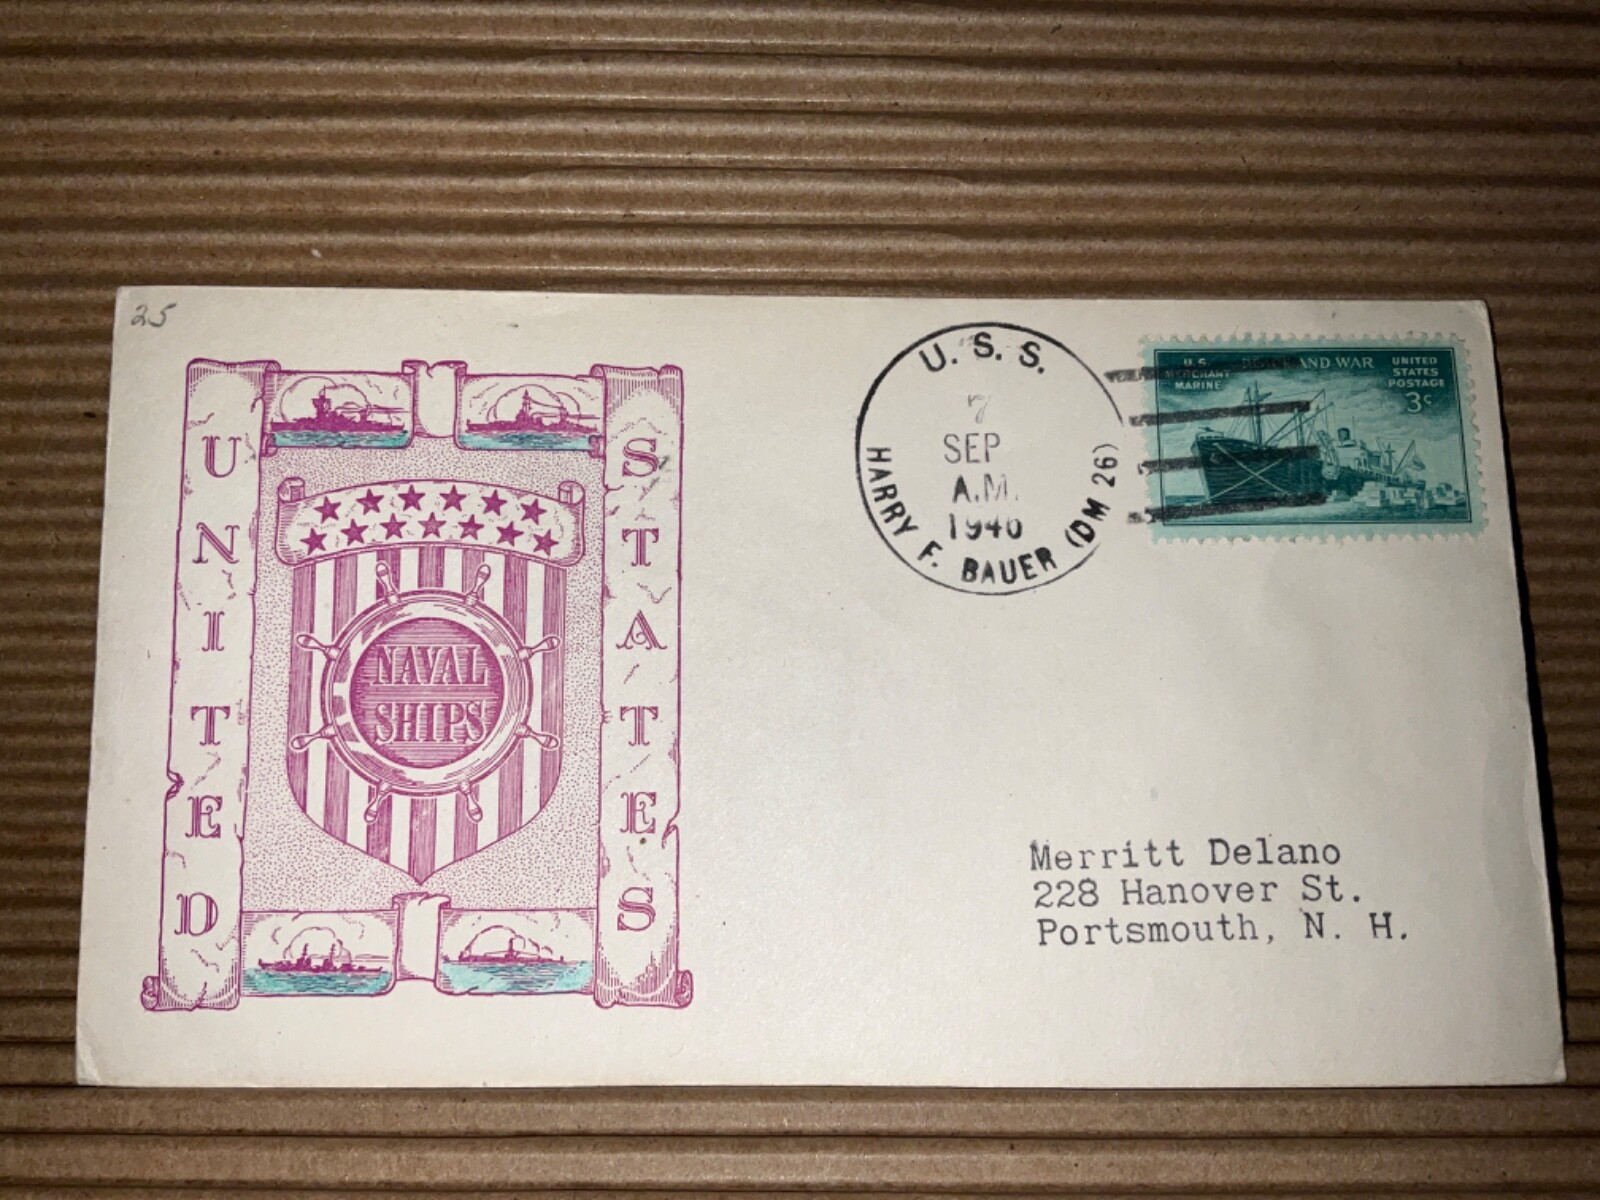 25
UNITED
STATES
NAVAL
SHIPS
U. S. S.
7
SEP
A.M.
1946
HARRY F. BAUER (DM 26)
U.S. MERCHANT MARINE
AND WAR
UNITED STATES POSTAGE
3¢
Merritt Delano
228 Hanover St.
Portsmouth, N. H.